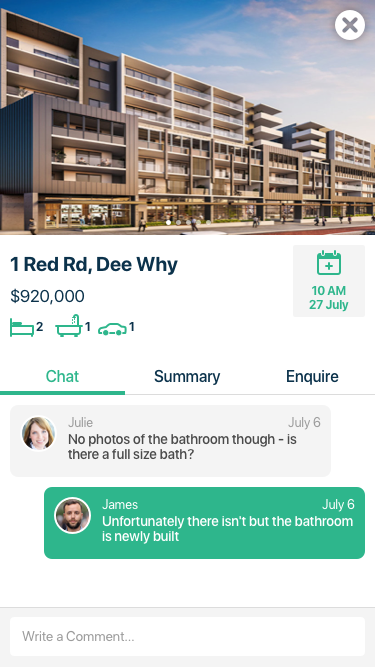 1 Red Rd, Dee Why
$920,000
2 1 1
10 AM
27 July
Chat Summary Enquire
Julie July 6
No photos of the bathroom though - is
there a full size bath?
James July 6
Unfortunately there isn't but the bathroom
is newly built
Write a Comment...